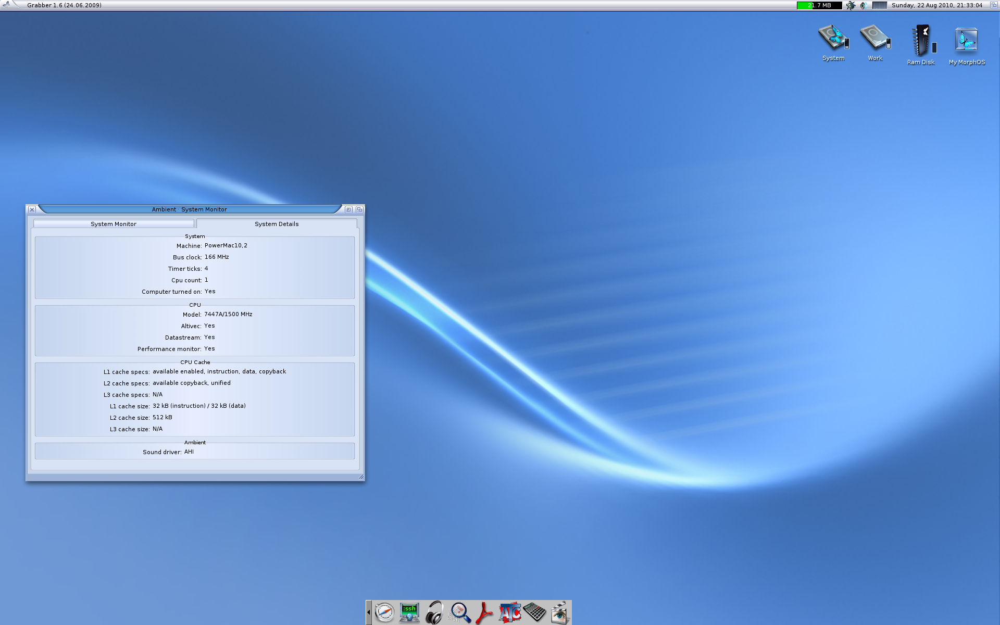 Grabber 1.6 (24.06.2009)
21.7 MB
Sunday, 22 Aug 2010, 21:33:04
System
Work
Ram Disk
My MorphOS
Ambient · System Monitor
System Monitor
System Details
System
Machine: PowerMac10,2
Bus clock: 166 MHz
Timer ticks: 4
Cpu count: 1
Computer turned on: Yes
CPU
Model: 7447A/1500 MHz
Altivec: Yes
Datastream: Yes
Performance monitor: Yes
CPU Cache
L1 cache specs: available enabled, instruction, data, copyback
L2 cache specs: available copyback, unified
L3 cache specs: N/A
L1 cache size: 32 kB (instruction) / 32 kB (data)
L2 cache size: 512 kB
L3 cache size: N/A
Ambient
Sound driver: AHI
:ssh